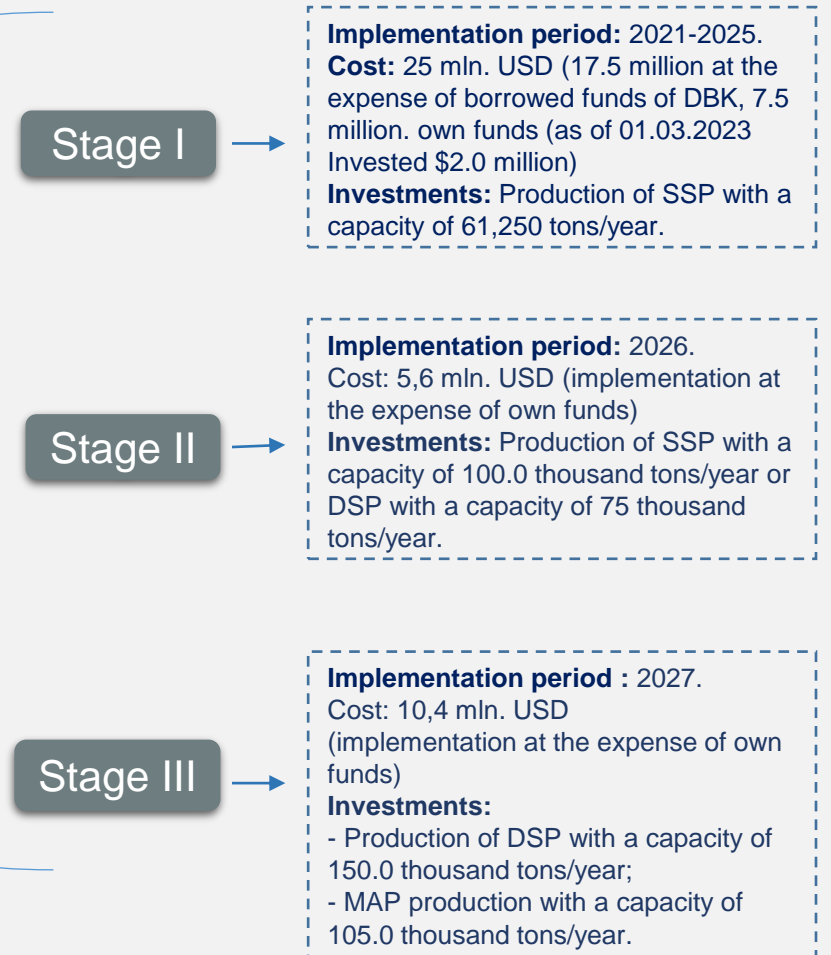 Stage I
Implementation period: 2021-2025.
Cost: 25 mln. USD (17.5 million at the
expense of borrowed funds of DBK, 7.5
million. own funds (as of 01.03.2023
Invested $2.0 million)
Investments: Production of SSP with a
capacity of 61,250 tons/year.
Stage II
Implementation period: 2026.
Cost: 5,6 mln. USD (implementation at
the expense of own funds)
Investments: Production of SSP with a
capacity of 100.0 thousand tons/year or
DSP with a capacity of 75 thousand
tons/year.
Stage III
Implementation period : 2027.
Cost: 10,4 mln. USD
(implementation at the expense of own
funds)
Investments:
- Production of DSP with a capacity of
150.0 thousand tons/year;
- MAP production with a capacity of
105.0 thousand tons/year.